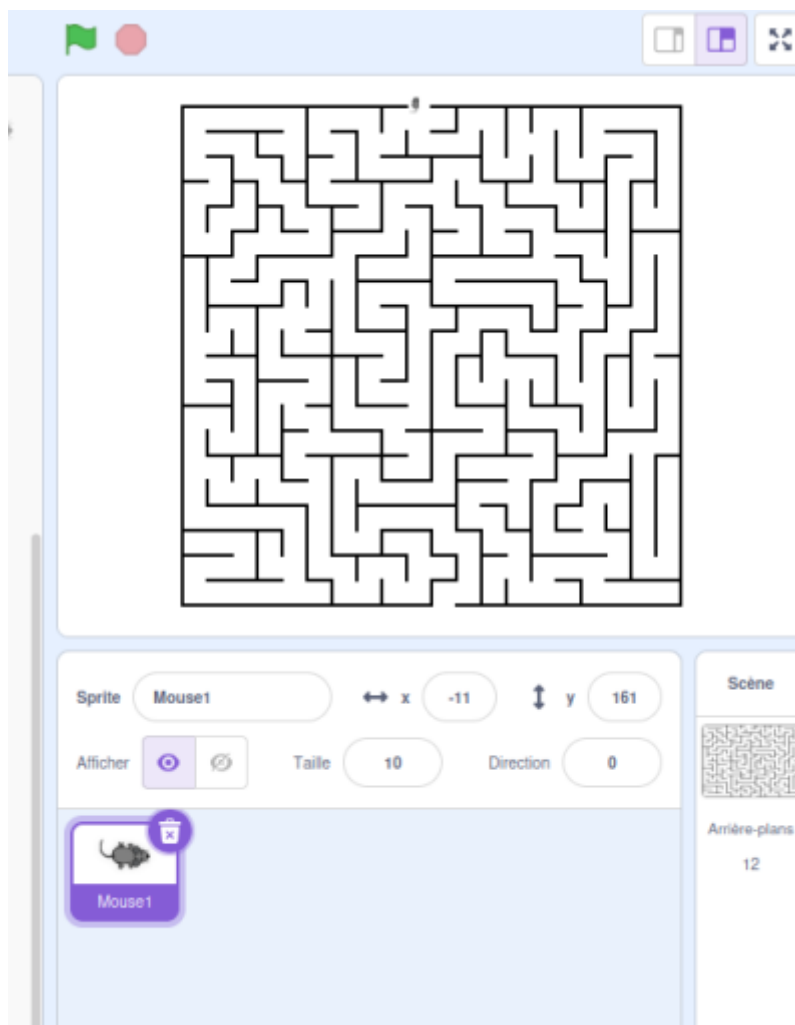 Sprite Mouse1 x -11 y 161
Afficher Taille 10 Direction 0
Mouse1
Scène
Arrière-plans
12